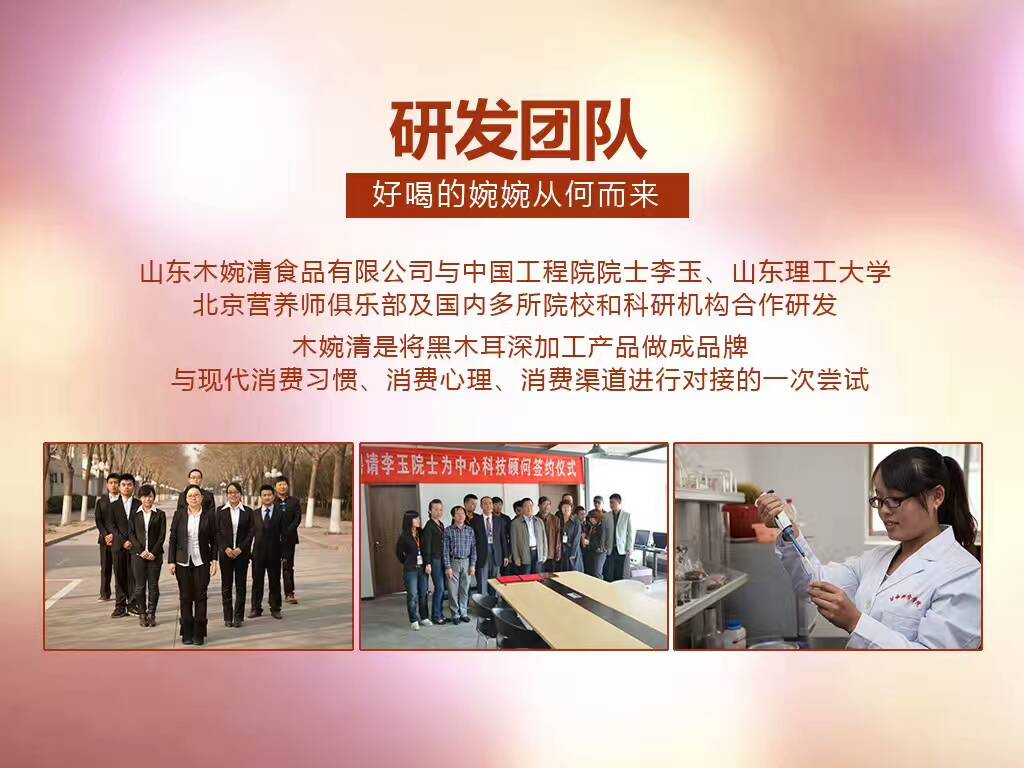 研发团队
好喝的婉婉从何而来
山东木婉清食品有限公司与中国工程院院士李玉、山东理工大学
北京营养师俱乐部及国内多所院校和科研机构合作研发
木婉清是将黑木耳深加工产品做成品牌
与现代消费习惯、消费心理、消费渠道进行对接的一次尝试
请李玉院士为中心科技顾问签约仪式